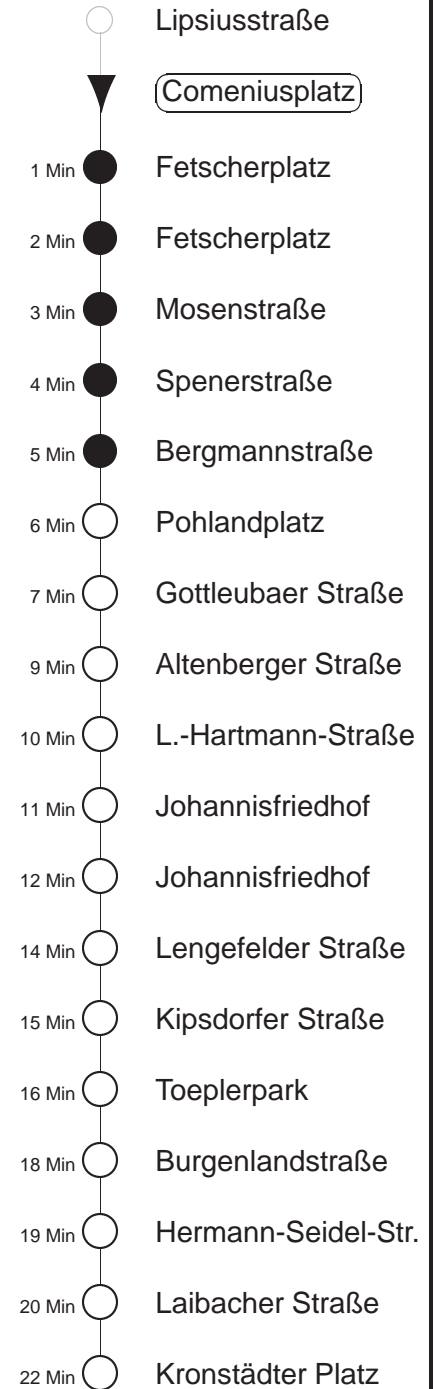 Lipsiusstraße
Comeniusplatz
1 Min Fetscherplatz
2 Min Fetscherplatz
3 Min Mosenstraße
4 Min Spenerstraße
5 Min Bergmannstraße
6 Min Pohlandplatz
7 Min Gottleubaer Straße
9 Min Altenberger Straße
10 Min L.-Hartmann-Straße
11 Min Johannisfriedhof
12 Min Johannisfriedhof
14 Min Lengefelder Straße
15 Min Kipsdorfer Straße
16 Min Toeplerpark
18 Min Burgenlandstraße
19 Min Hermann-Seidel-Str.
20 Min Laibacher Straße
22 Min Kronstädter Platz